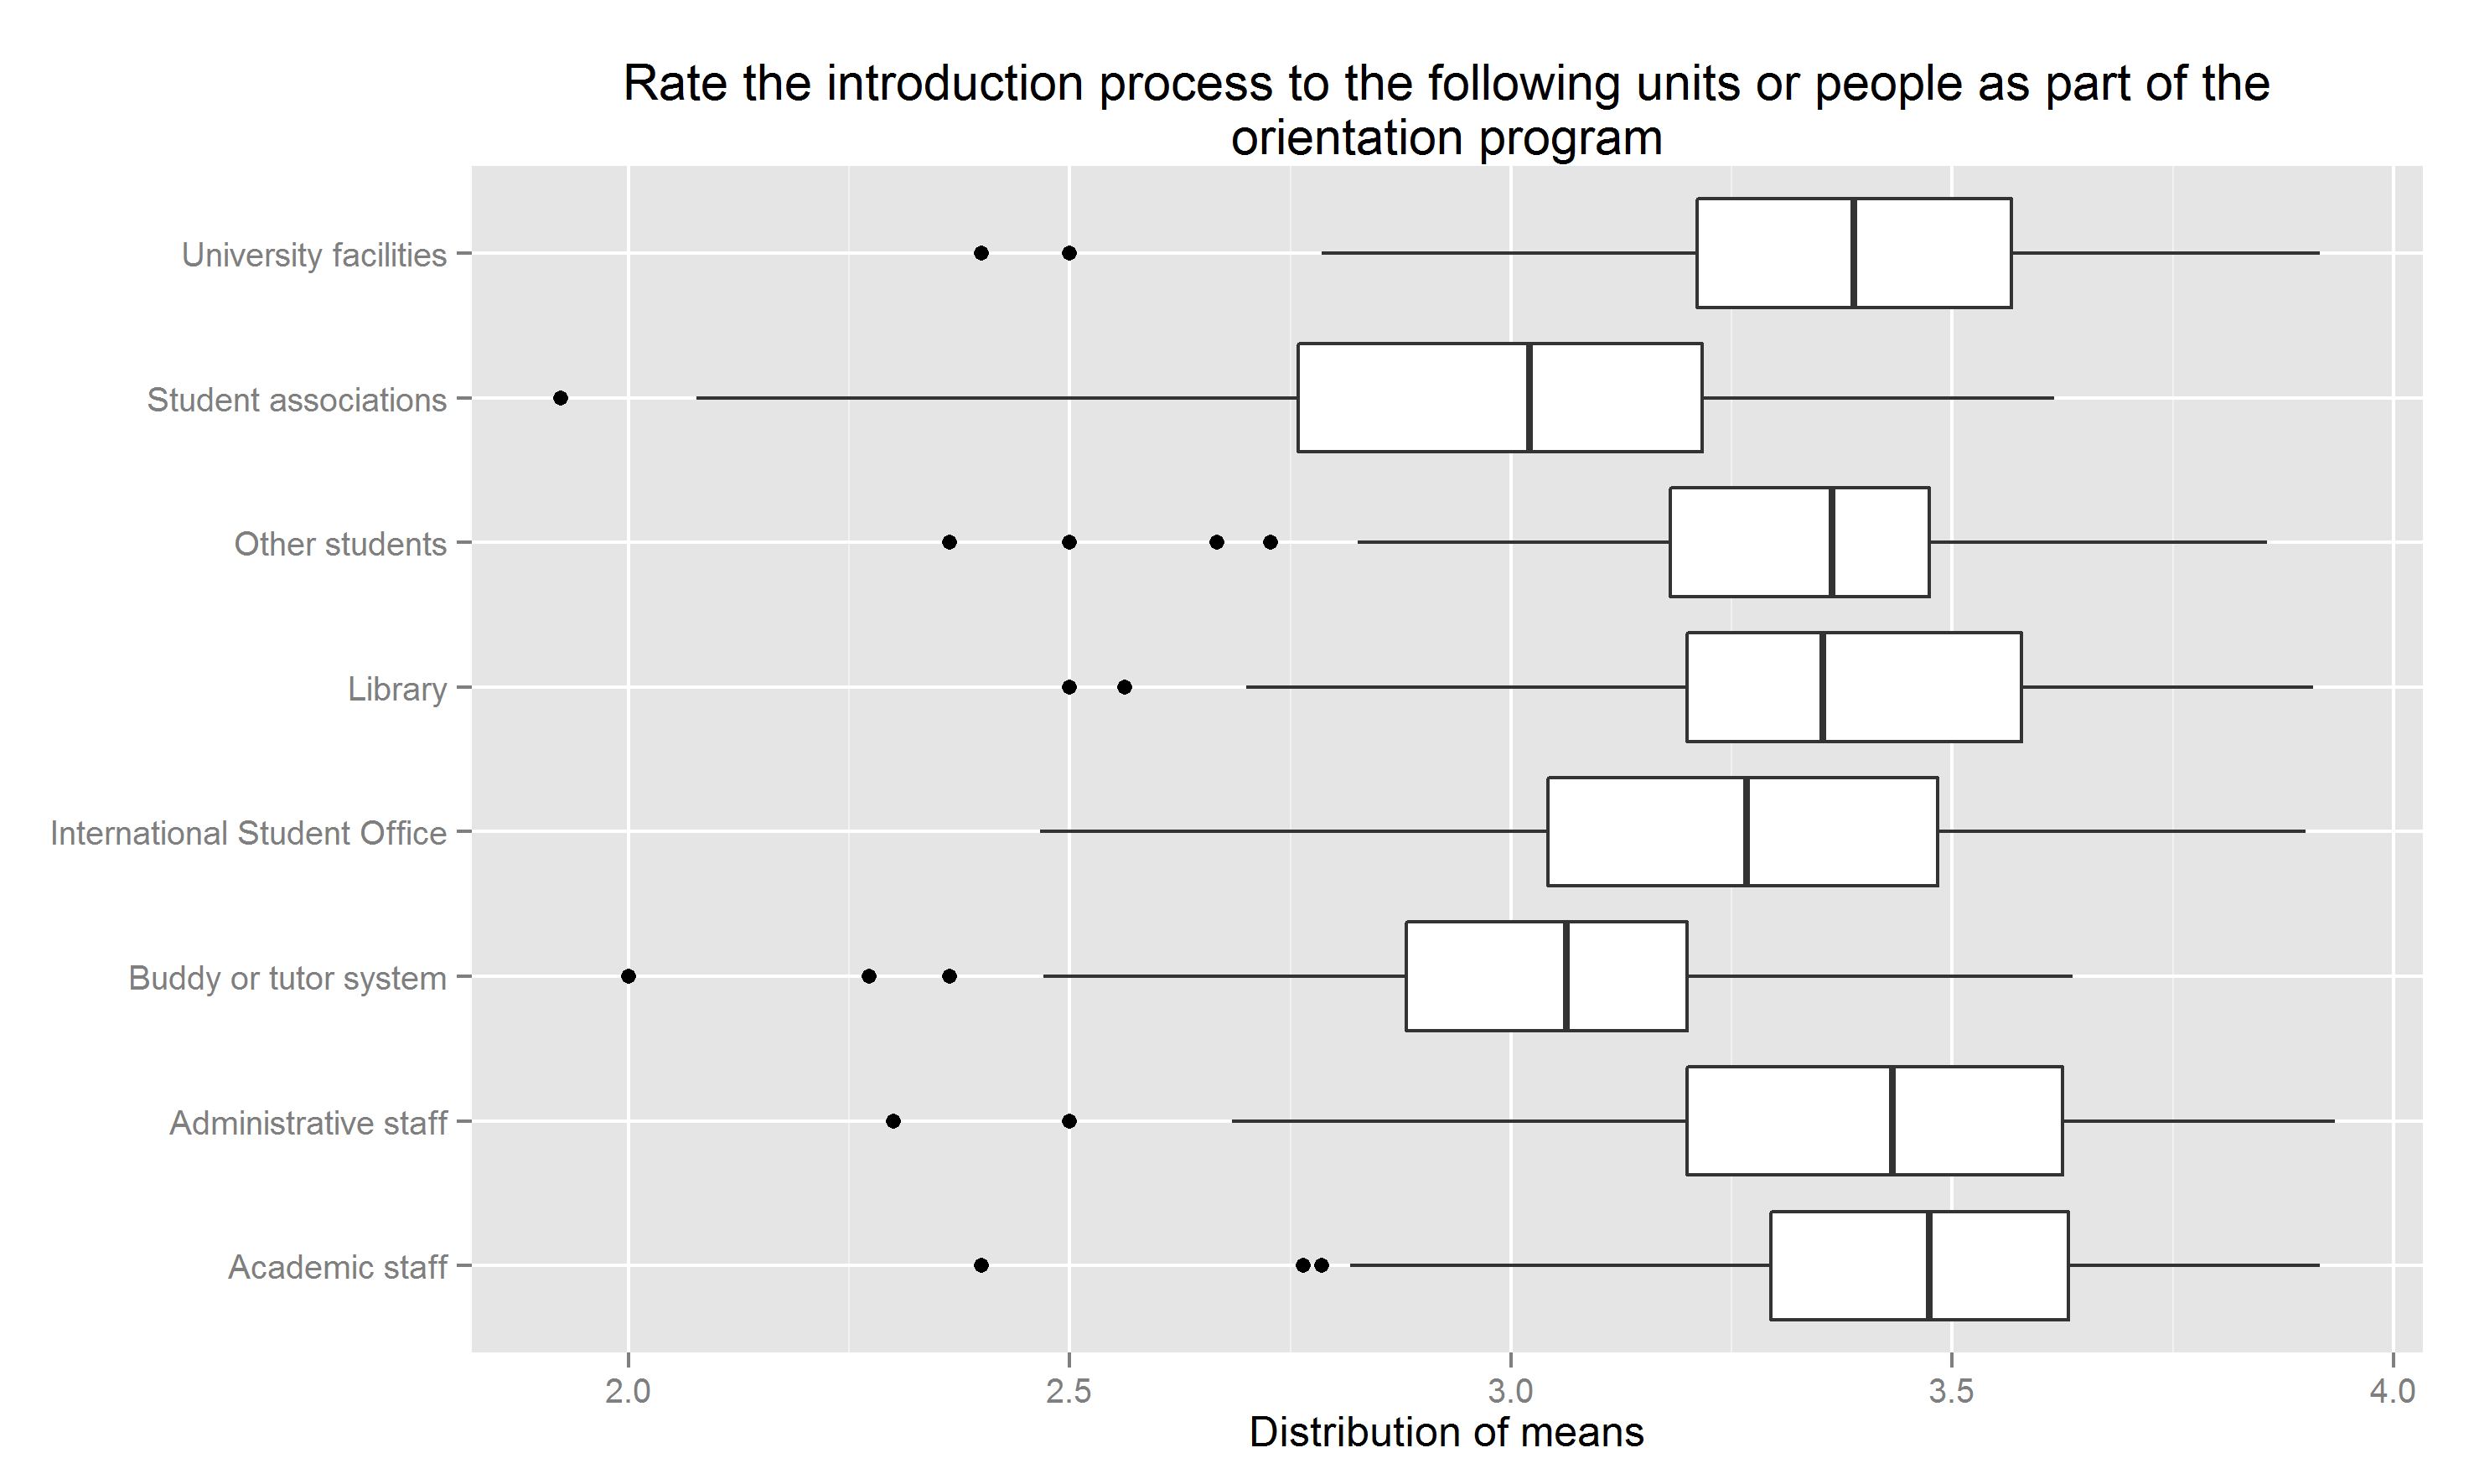 Rate the introduction process to the following units or people as part of the
orientation program
University facilities
Student associations
Other students
Library
International Student Office
Buddy or tutor system
Administrative staff
Academic staff
2.0 2.5 3.0 3.5 4.0
Distribution of means